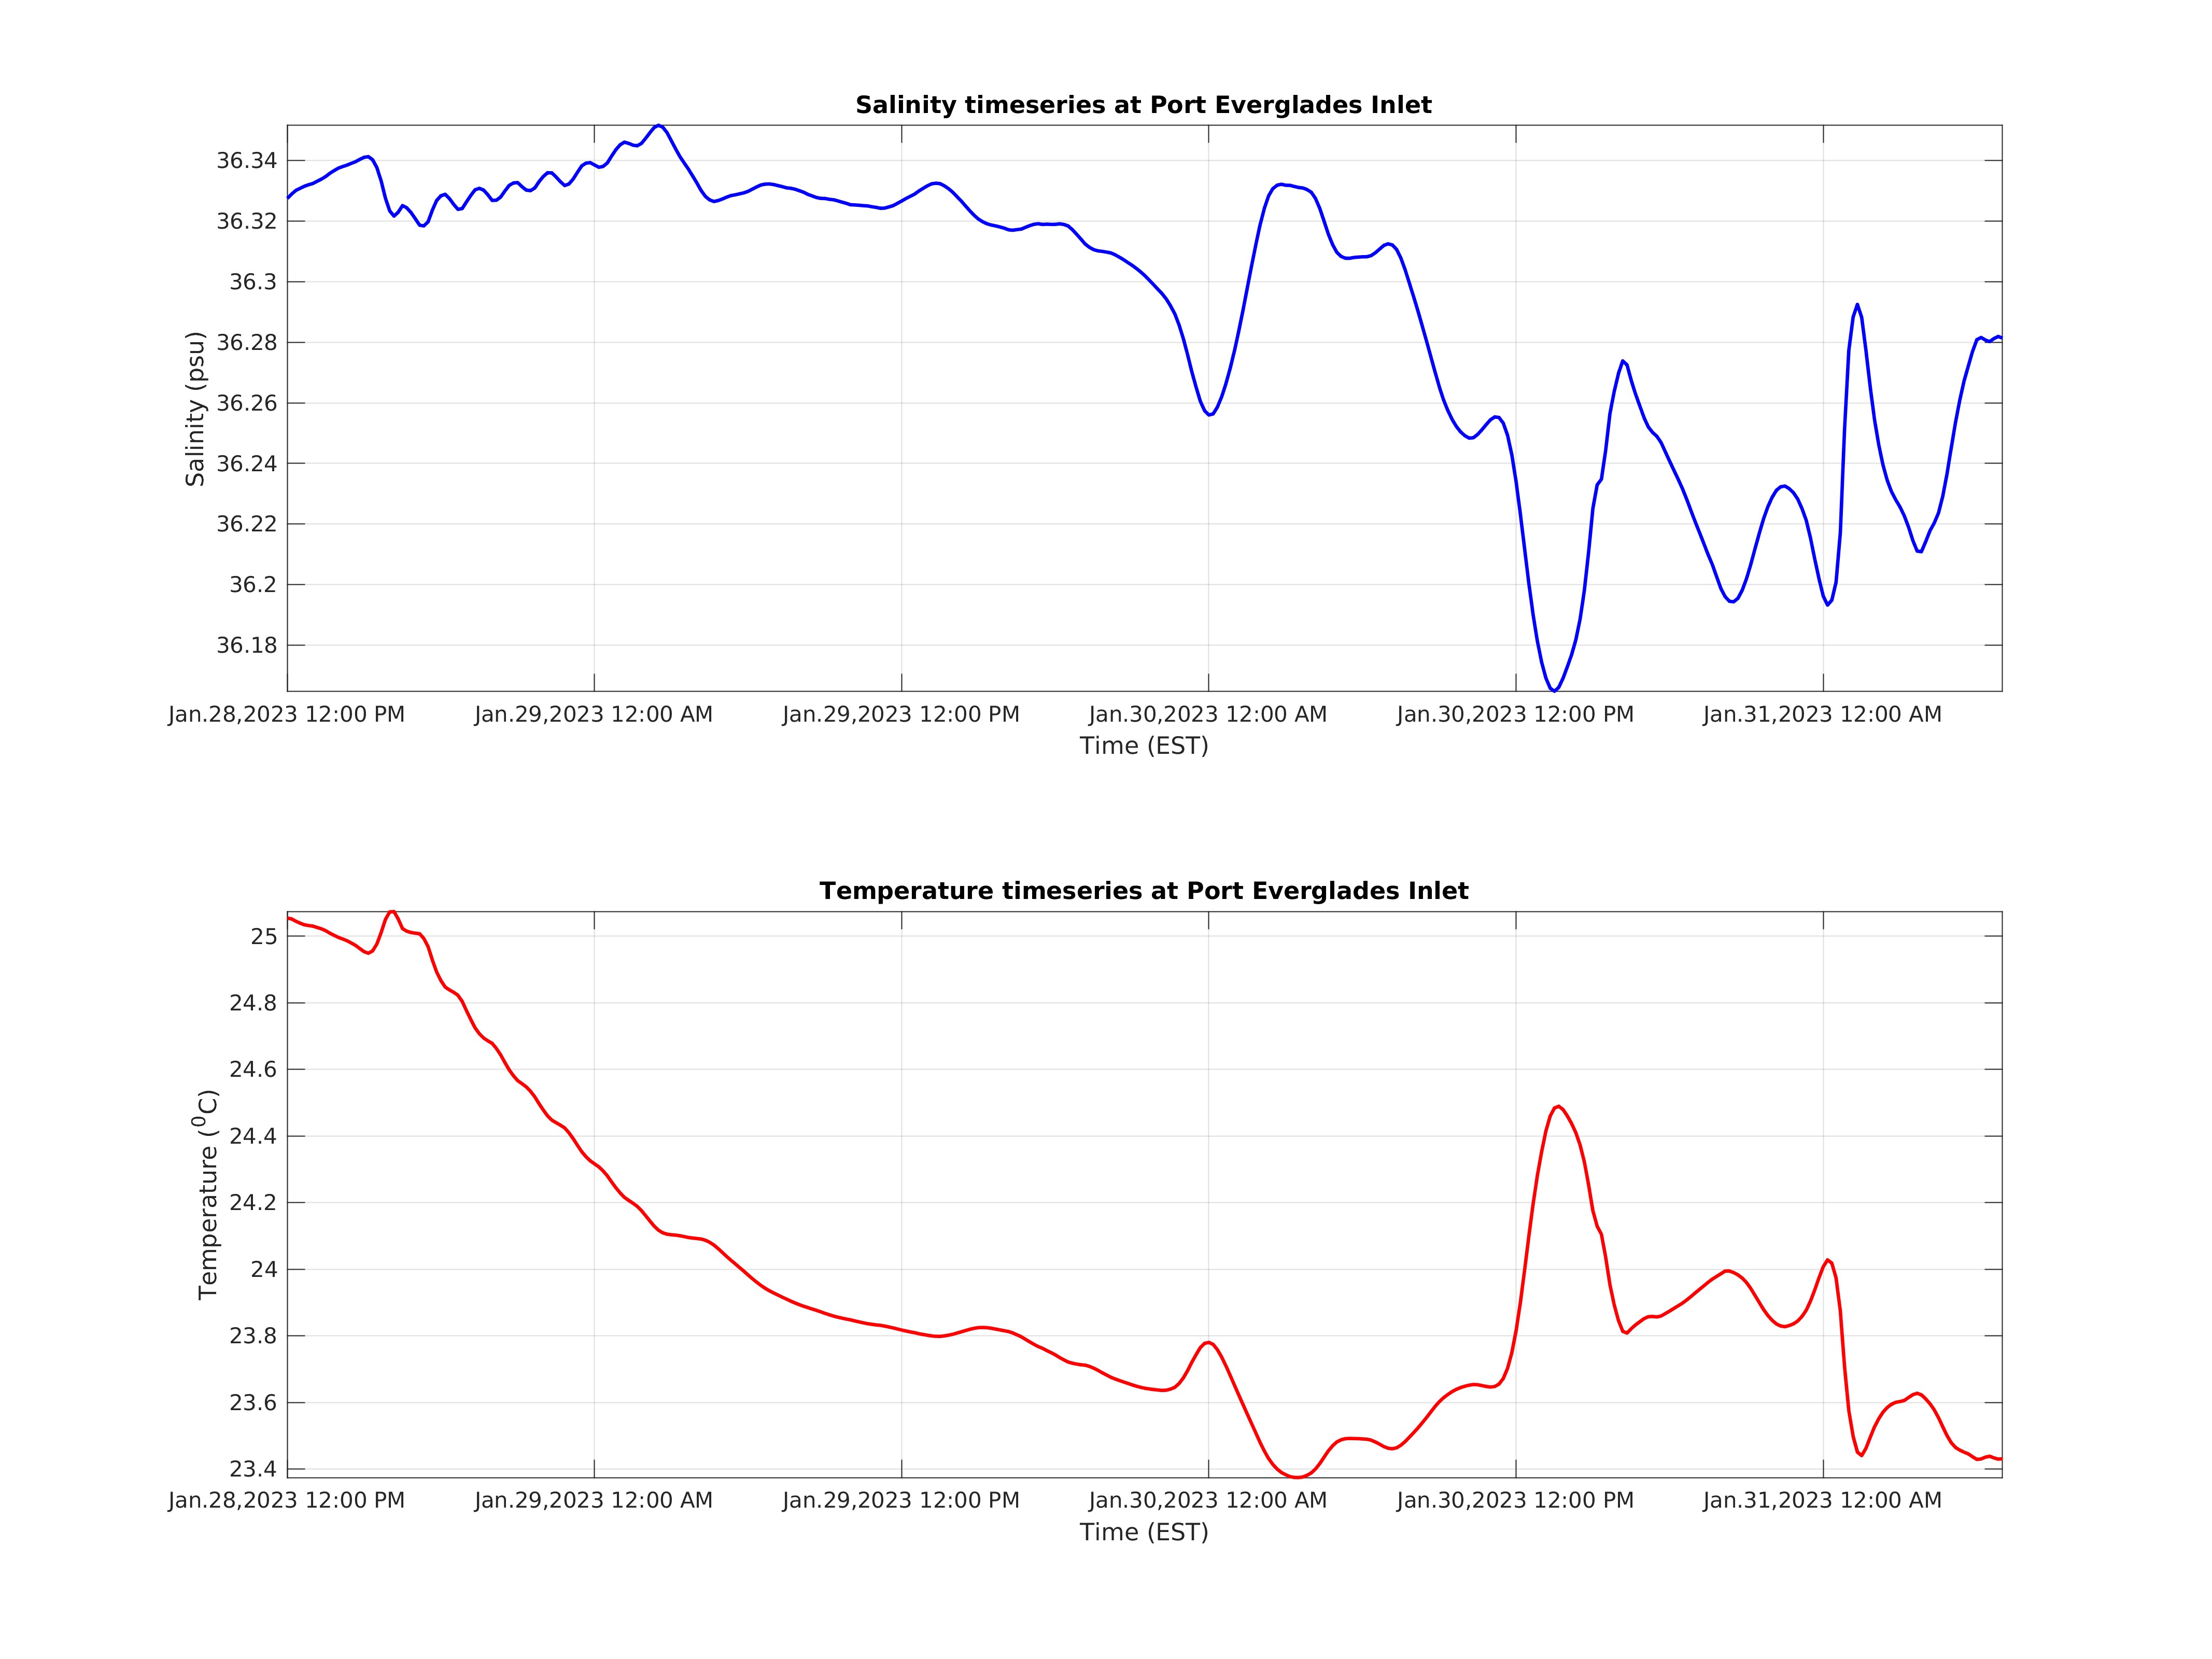 Salinity timeseries at Port Everglades Inlet
Salinity (psu)
36.34
36.32
36.3
36.28
36.26
36.24
36.22
36.2
36.18
Jan.28,2023 12:00 PM Jan.29,2023 12:00 AM Jan.29,2023 12:00 PM Jan.30,2023 12:00 AM Jan.30,2023 12:00 PM Jan.31,2023 12:00 AM
Time (EST)
Temperature timeseries at Port Everglades Inlet
Temperature (⁰C)
25
24.8
24.6
24.4
24.2
24
23.8
23.6
23.4
Jan.28,2023 12:00 PM Jan.29,2023 12:00 AM Jan.29,2023 12:00 PM Jan.30,2023 12:00 AM Jan.30,2023 12:00 PM Jan.31,2023 12:00 AM
Time (EST)